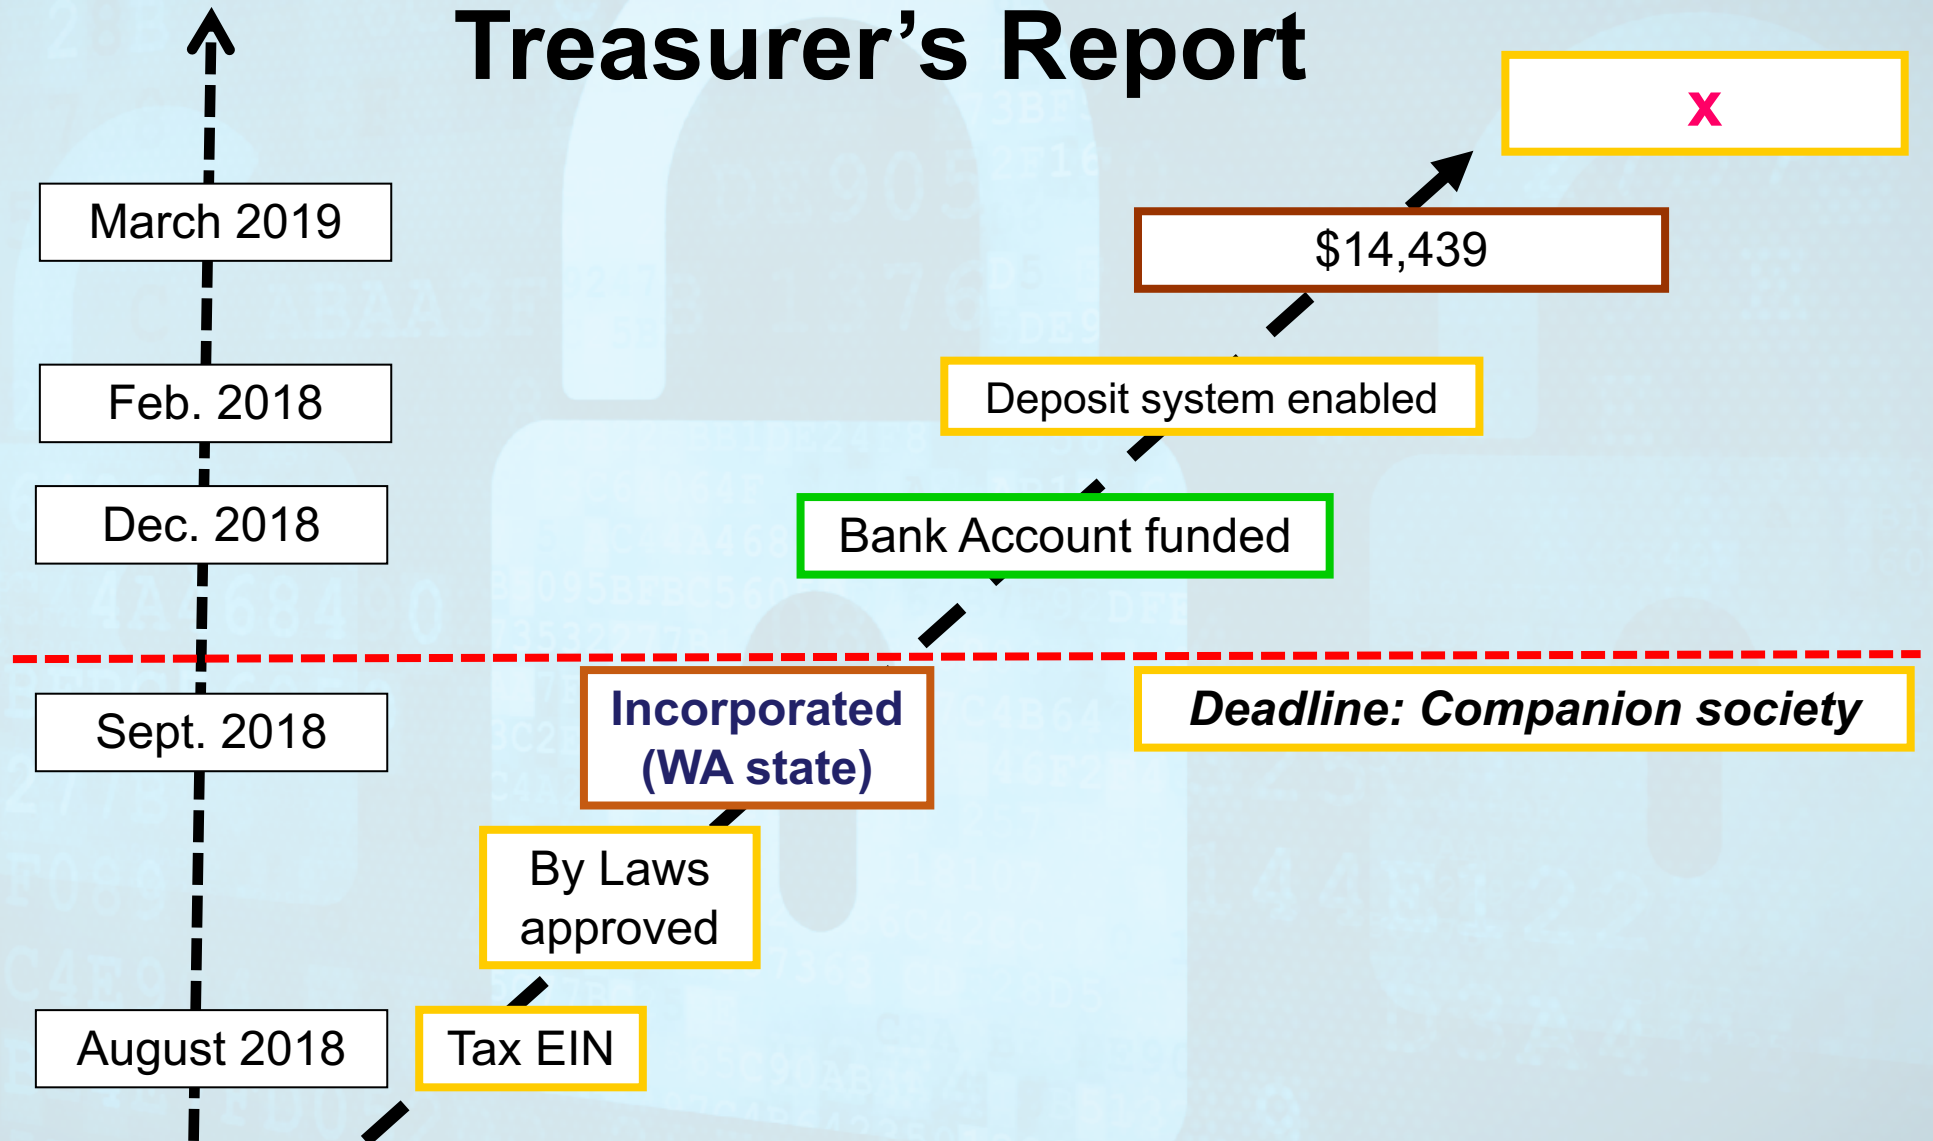 Treasurer’s Report
x
March 2019
$14,439
Feb. 2018
Deposit system enabled
Dec. 2018
Bank Account funded
Sept. 2018
Incorporated
(WA state)
Deadline: Companion society
By Laws
approved
August 2018
Tax EIN